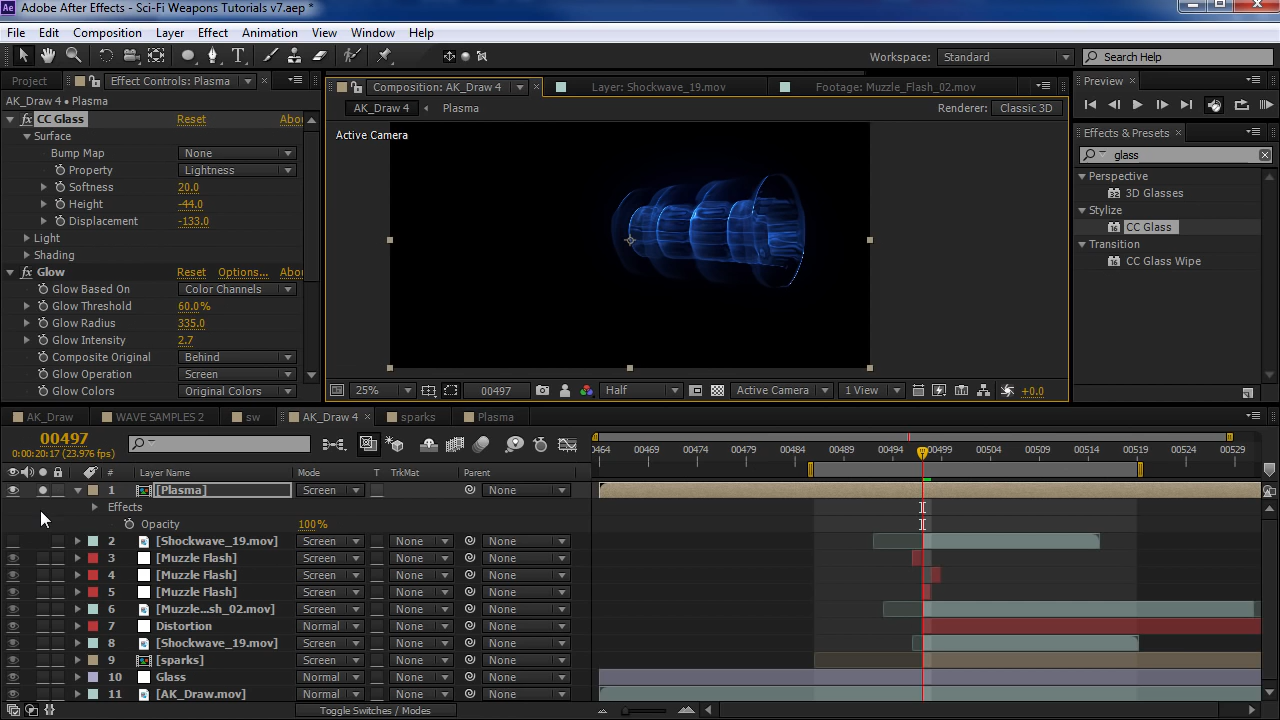 Ae Adobe After Effects - Sci-Fi Weapons Tutorials v7.aep *
File Edit Composition Layer Effect Animation View Window Help
Workspace: Standard Search Help
Project Effect Controls: Plasma
AK_Draw 4 • Plasma
fx CC Glass Reset Abou
Surface
Bump Map None
Property Lightness
Softness 20.0
Height -44.0
Displacement -133.0
Light
Shading
fx Glow Reset Options... Abou
Glow Based On Color Channels
Glow Threshold 60.0%
Glow Radius 335.0
Glow Intensity 2.7
Composite Original Behind
Glow Operation Screen
Glow Colors Original Colors
Composition: AK_Draw 4 Layer: Shockwave_19.mov Footage: Muzzle_Flash_02.mov
AK_Draw 4 Plasma Renderer: Classic 3D
Active Camera
25% 00497 Half Active Camera 1 View +0.0
Preview
Effects & Presets
glass
Perspective
32 3D Glasses
Stylize
16 CC Glass
Transition
16 CC Glass Wipe
AK_Draw WAVE SAMPLES 2 sw AK_Draw 4 sparks Plasma
00497
0:00:20:17 (23.976 fps)
00464 00469 00474 00479 00484 00489 00494 00499 00504 00509 00514 00519 00524 00529
# Layer Name Mode T TrkMat Parent
1 [Plasma] Screen None
Effects
Opacity 100%
2 [Shockwave_19.mov] Screen None None
3 [Muzzle Flash] Screen None None
4 [Muzzle Flash] Screen None None
5 [Muzzle Flash] Screen None None
6 [Muzzle...sh_02.mov] Screen None None
7 Distortion Normal None None
8 [Shockwave_19.mov] Screen None None
9 [sparks] Screen None None
10 Glass Normal None None
11 [AK_Draw.mov] Normal None None
Toggle Switches / Modes